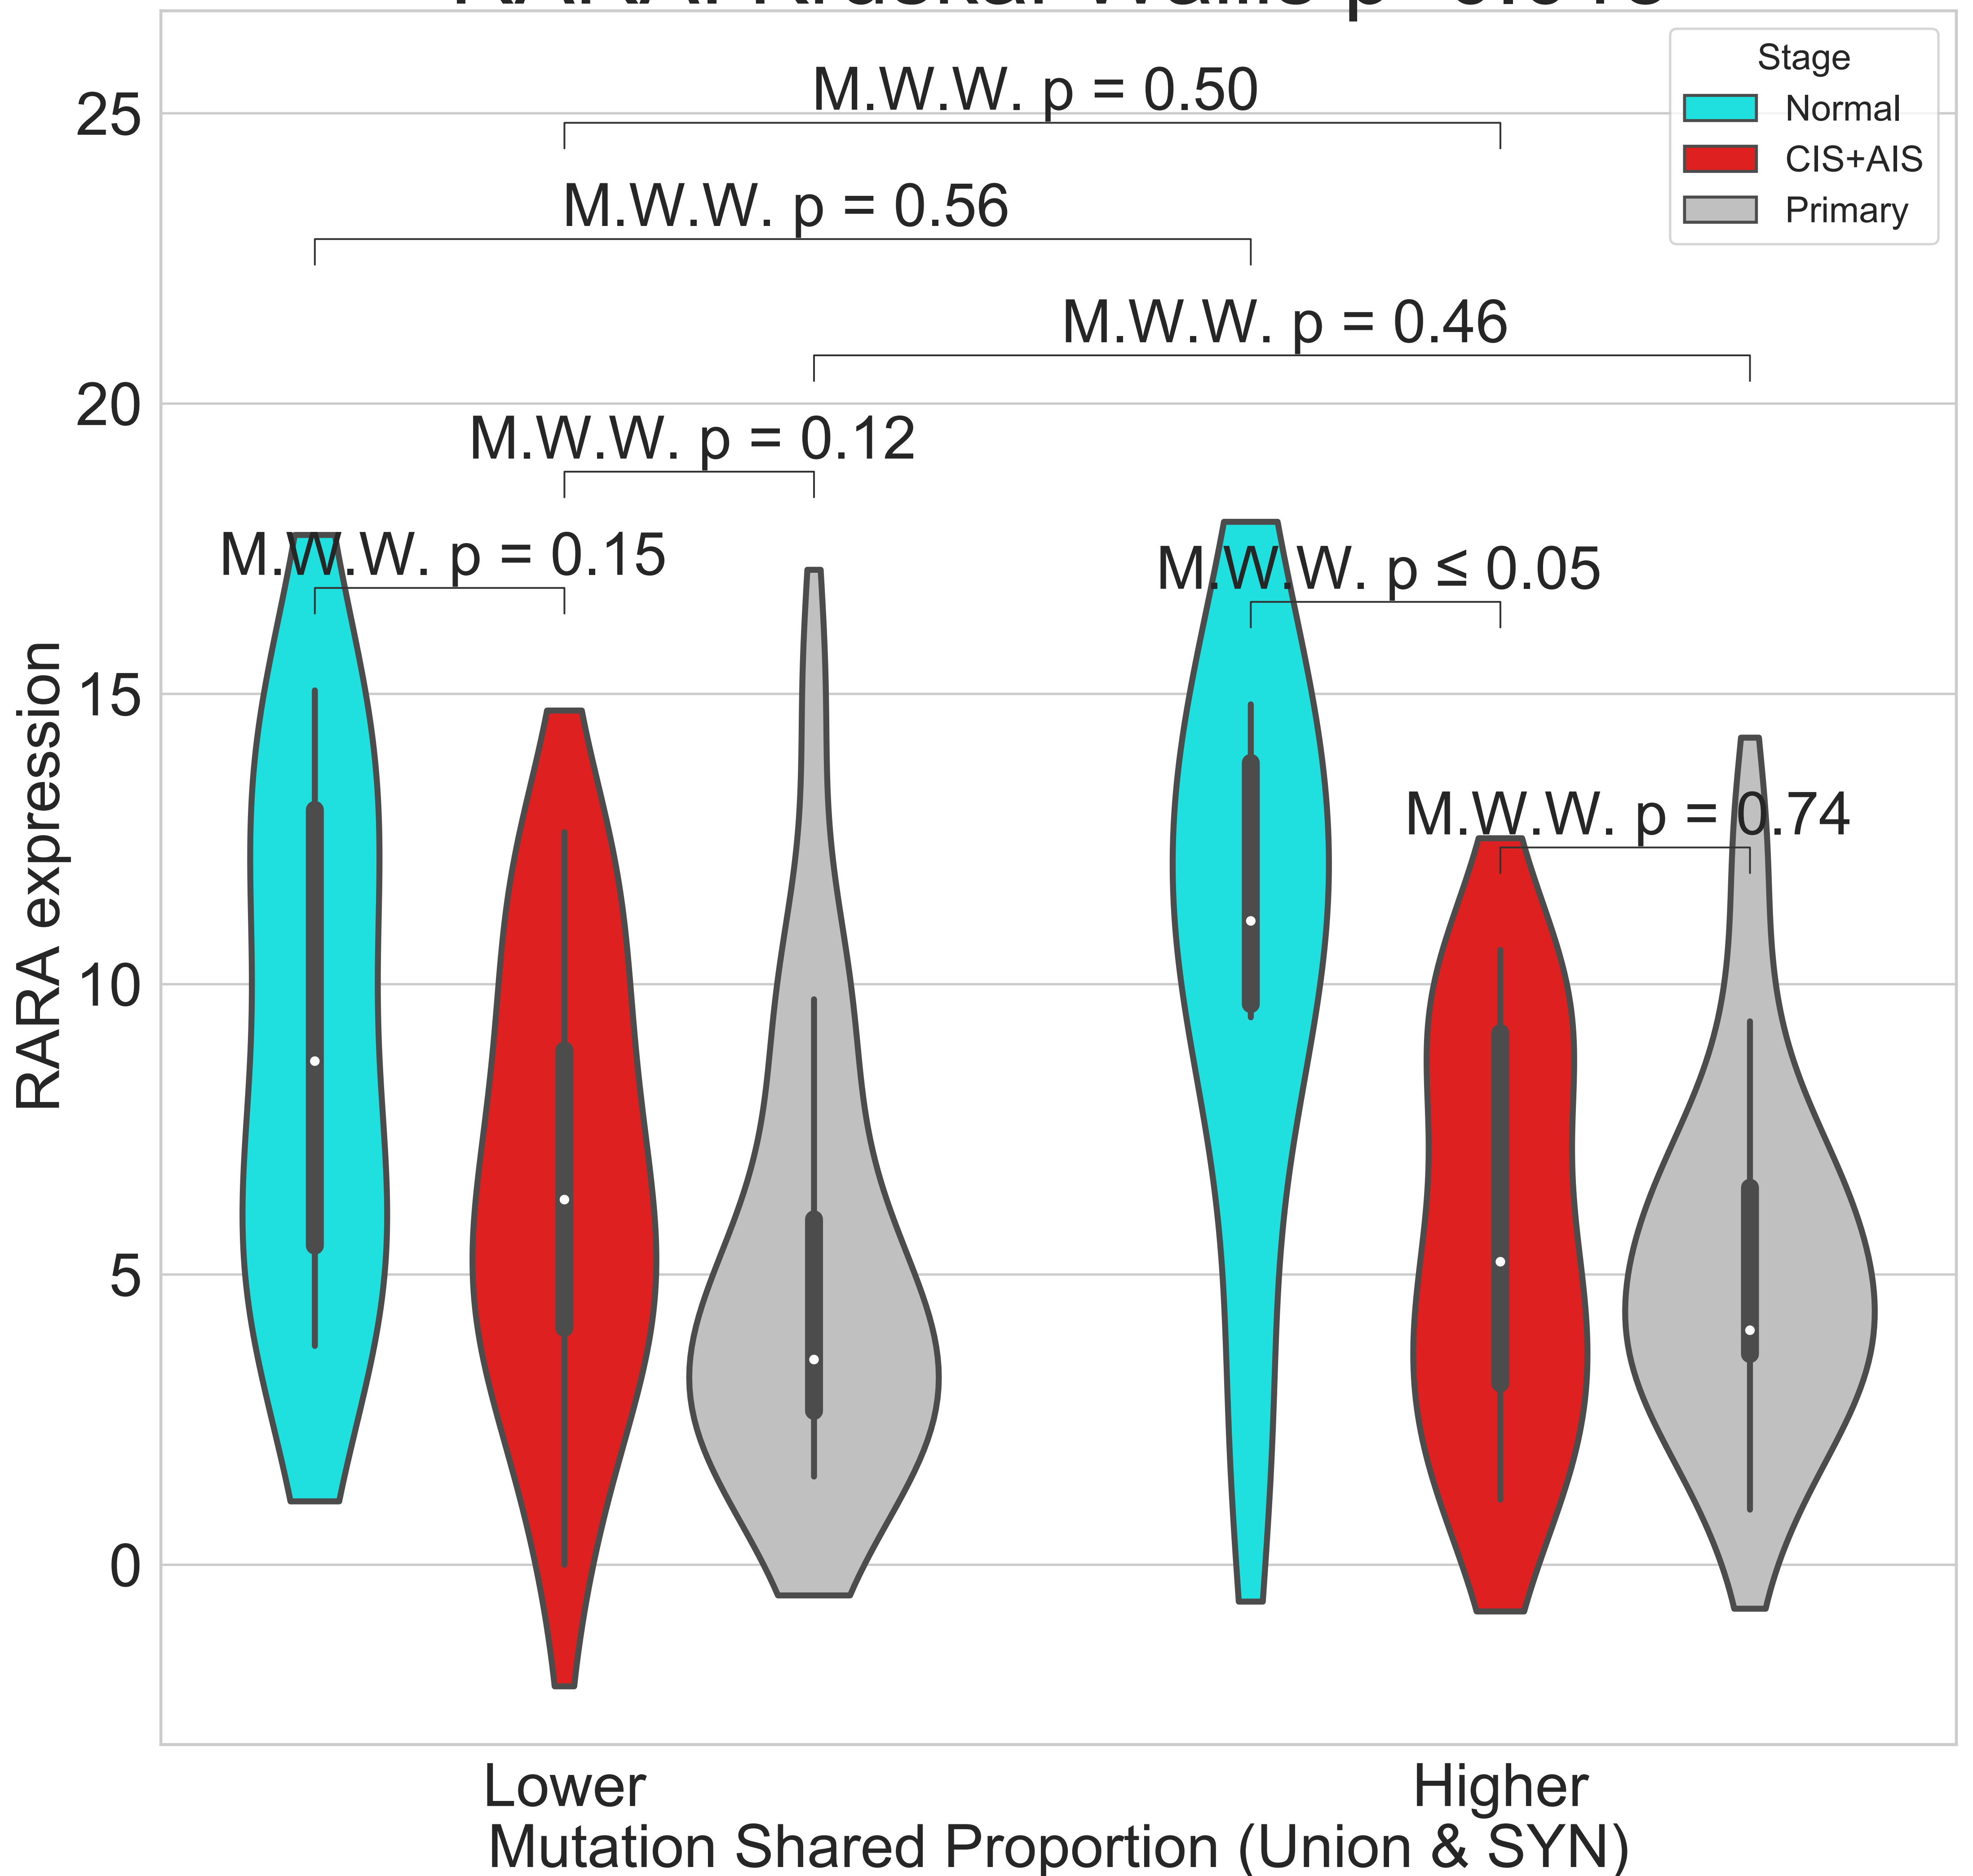 M.W.W. p = 0.50
M.W.W. p = 0.56
M.W.W. p = 0.46
M.W.W. p = 0.12
M.W.W. p = 0.15
M.W.W. p ≤ 0.05
M.W.W. p = 0.74
Stage
Normal
CIS+AIS
Primary
25
20
15
10
5
0
RARA expression
Lower
Higher
Mutation Shared Proportion (Union & SYN)